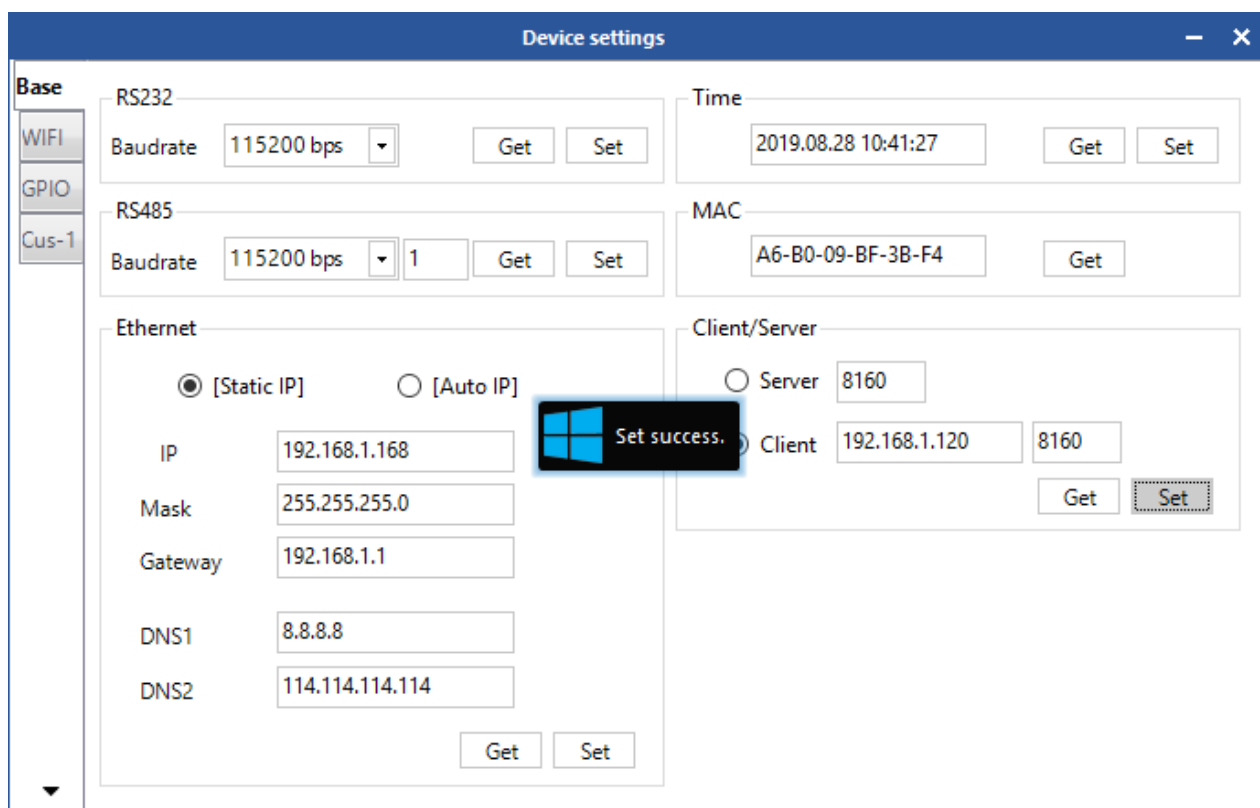 Device settings
Base
WIFI
GPIO
Cus-1
RS232
Baudrate 115200 bps Get Set
RS485
Baudrate 115200 bps 1 Get Set
Ethernet
[Static IP] [Auto IP]
IP 192.168.1.168
Mask 255.255.255.0
Gateway 192.168.1.1
DNS1 8.8.8.8
DNS2 114.114.114.114
Get Set
Time
2019.08.28 10:41:27 Get Set
MAC
A6-B0-09-BF-3B-F4 Get
Client/Server
Server 8160
Client 192.168.1.120 8160
Get Set
Set success.